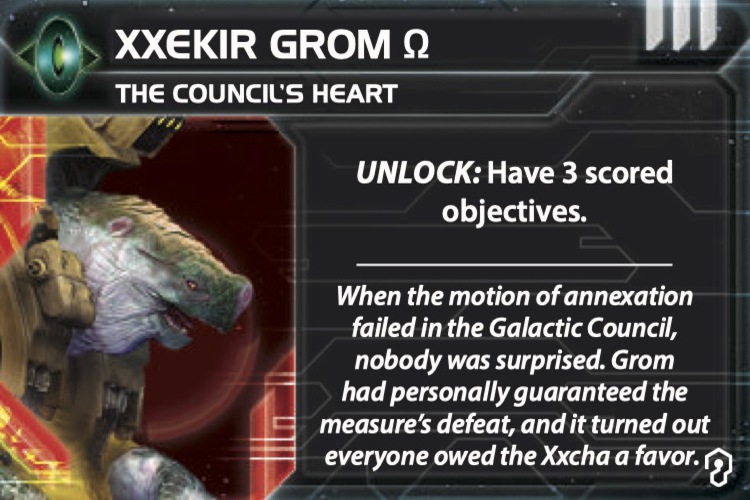 XXEKIR GROM Ω
THE COUNCIL'S HEART
UNLOCK: Have 3 scored
objectives.
When the motion of annexation
failed in the Galactic Council,
nobody was surprised. Grom
had personally guaranteed the
measure's defeat, and it turned out
everyone owed the Xxcha a favor.